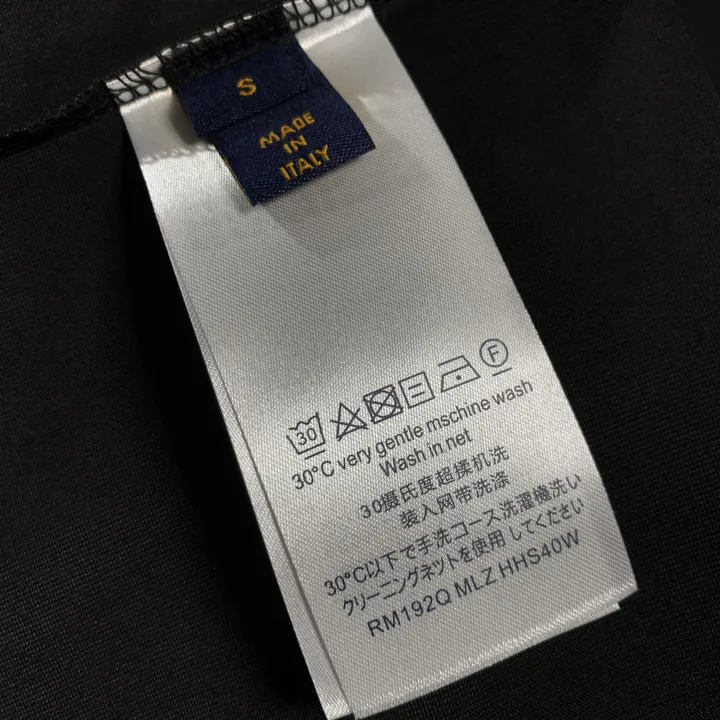 S
MADE
IN
ITALY
30
F
30°C very gentle mschine wash
Wash in net
30摄氏度超揉机洗
装入网带洗涤
30°C以下で手洗コース洗濯機洗い
クリーニングネットを使用してください
RM192Q MLZ HHS40W